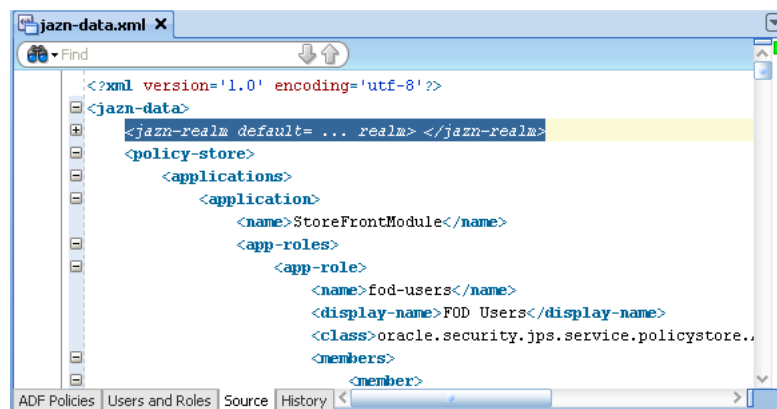 jazn-data.xml
Find
<?xml version='1.0' encoding='utf-8'?>
<jazn-data>
<jazn-realm default= ... realm> </jazn-realm>
<policy-store>
<applications>
<application>
<name>StoreFrontModule</name>
<app-roles>
<app-role>
<name>fod-users</name>
<display-name>FOD Users</display-name>
<class>oracle.security.jps.service.policystore.
<members>
<member>
ADF Policies Users and Roles Source History